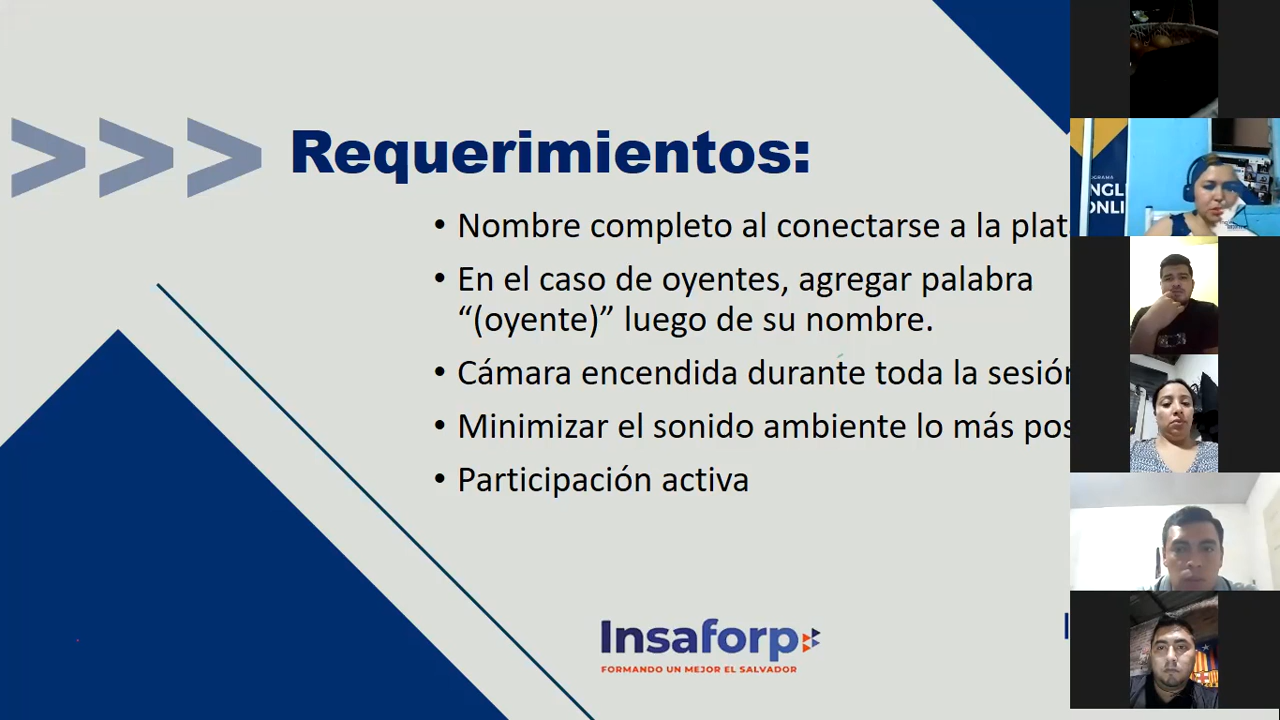 Requerimientos:
• Nombre completo al conectarse a la plat
• En el caso de oyentes, agregar palabra
“(oyente)” luego de su nombre.
• Cámara encendida durante toda la sesión
• Minimizar el sonido ambiente lo más pos
• Participación activa
Insaforp
FORMANDO UN MEJOR EL SALVADOR
NGL
ONLI